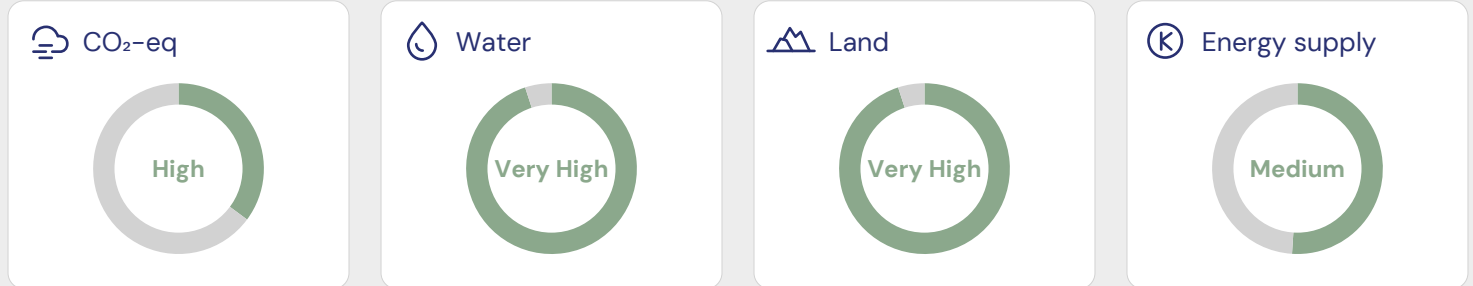 CO₂-eq
High
Water
Very High
Land
Very High
Energy supply
Medium